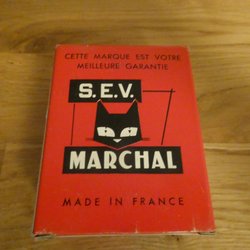 CETTE MARQUE EST VOTRE
MEILLEURE GARANTIE
S.E.V.
MARCHAL
MADE IN FRANCE